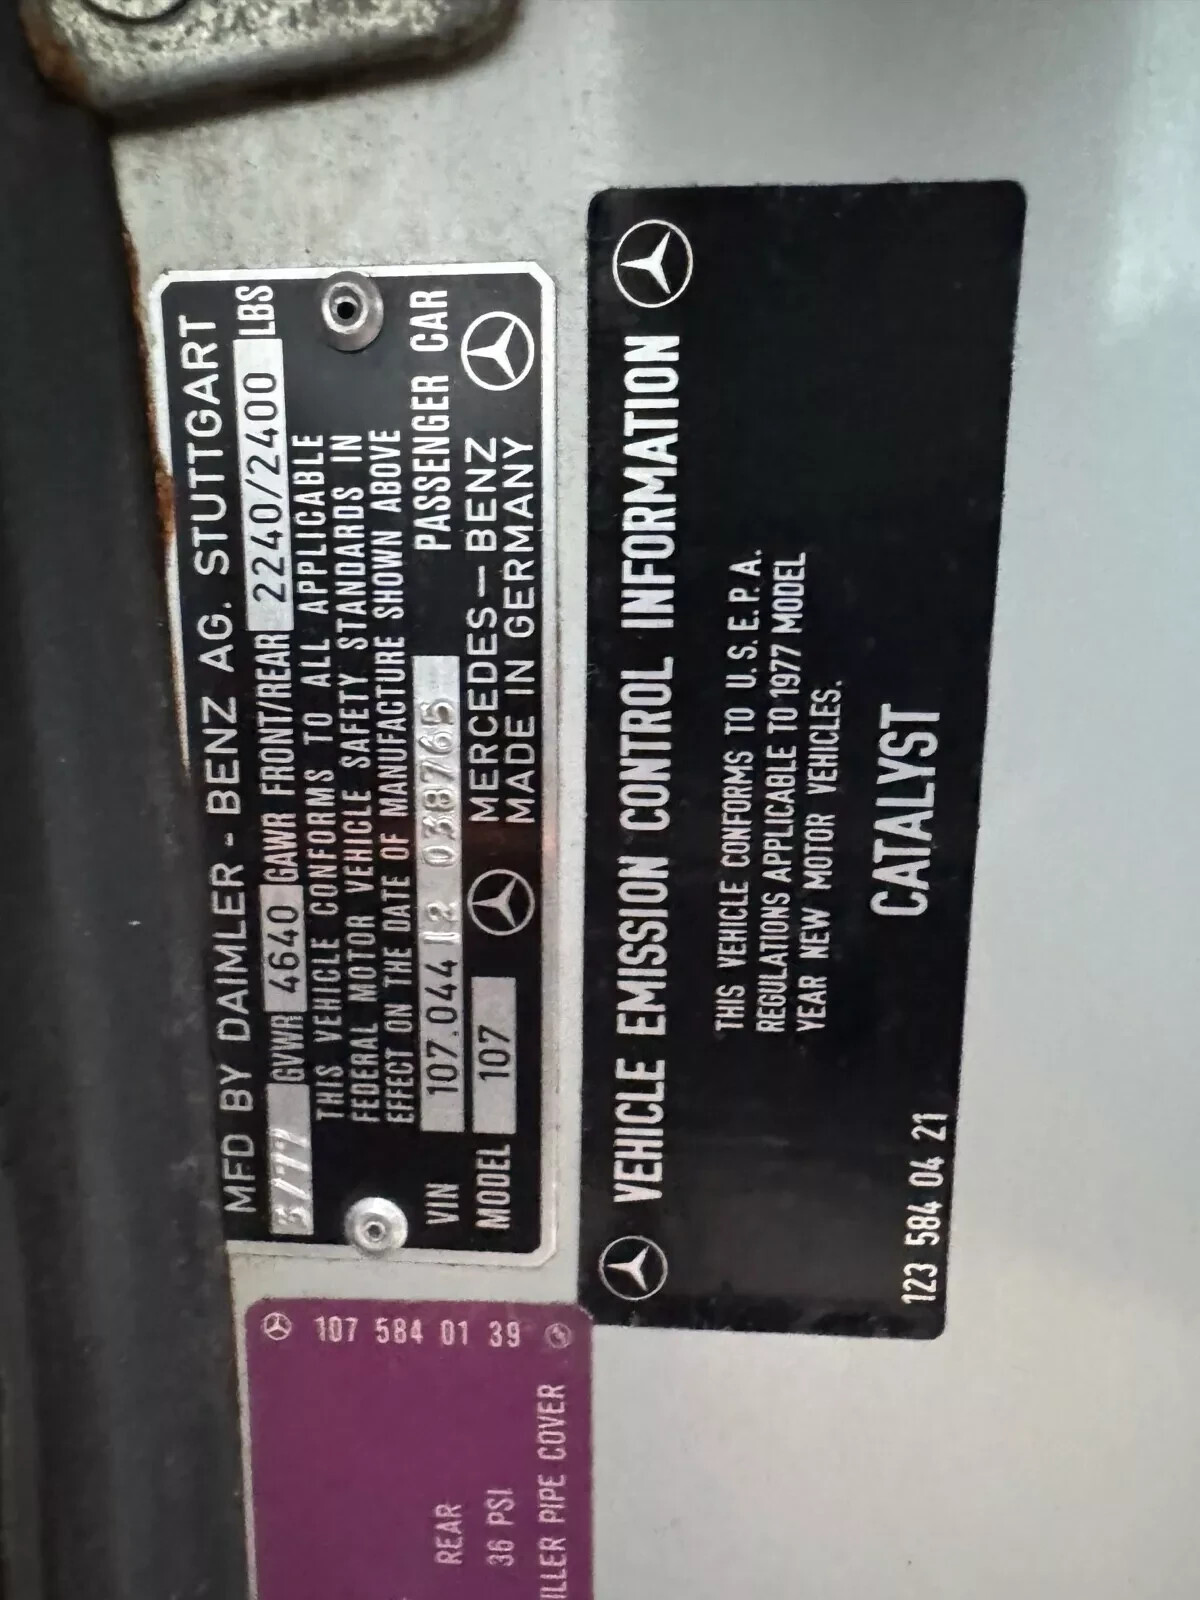 MFD BY DAIMLER - BENZ AG. STUTTGART
/77 GVWR 4640 GAWR FRONT/REAR 2240/2400 LBS
THIS VEHICLE CONFORMS TO ALL APPLICABLE
FEDERAL MOTOR VEHICLE SAFETY STANDARDS IN
EFFECT ON THE DATE OF MANUFACTURE SHOWN ABOVE
VIN 107.044 12 038765 PASSENGER CAR
MODEL 107 MERCEDES-BENZ
MADE IN GERMANY
VEHICLE EMISSION CONTROL INFORMATION
THIS VEHICLE CONFORMS TO U.S.E.P.A.
REGULATIONS APPLICABLE TO 1977 MODEL
YEAR NEW MOTOR VEHICLES.
CATALYST
123 584 04 21
107 584 01 39
REAR
36 PSI
ILLER PIPE COVER